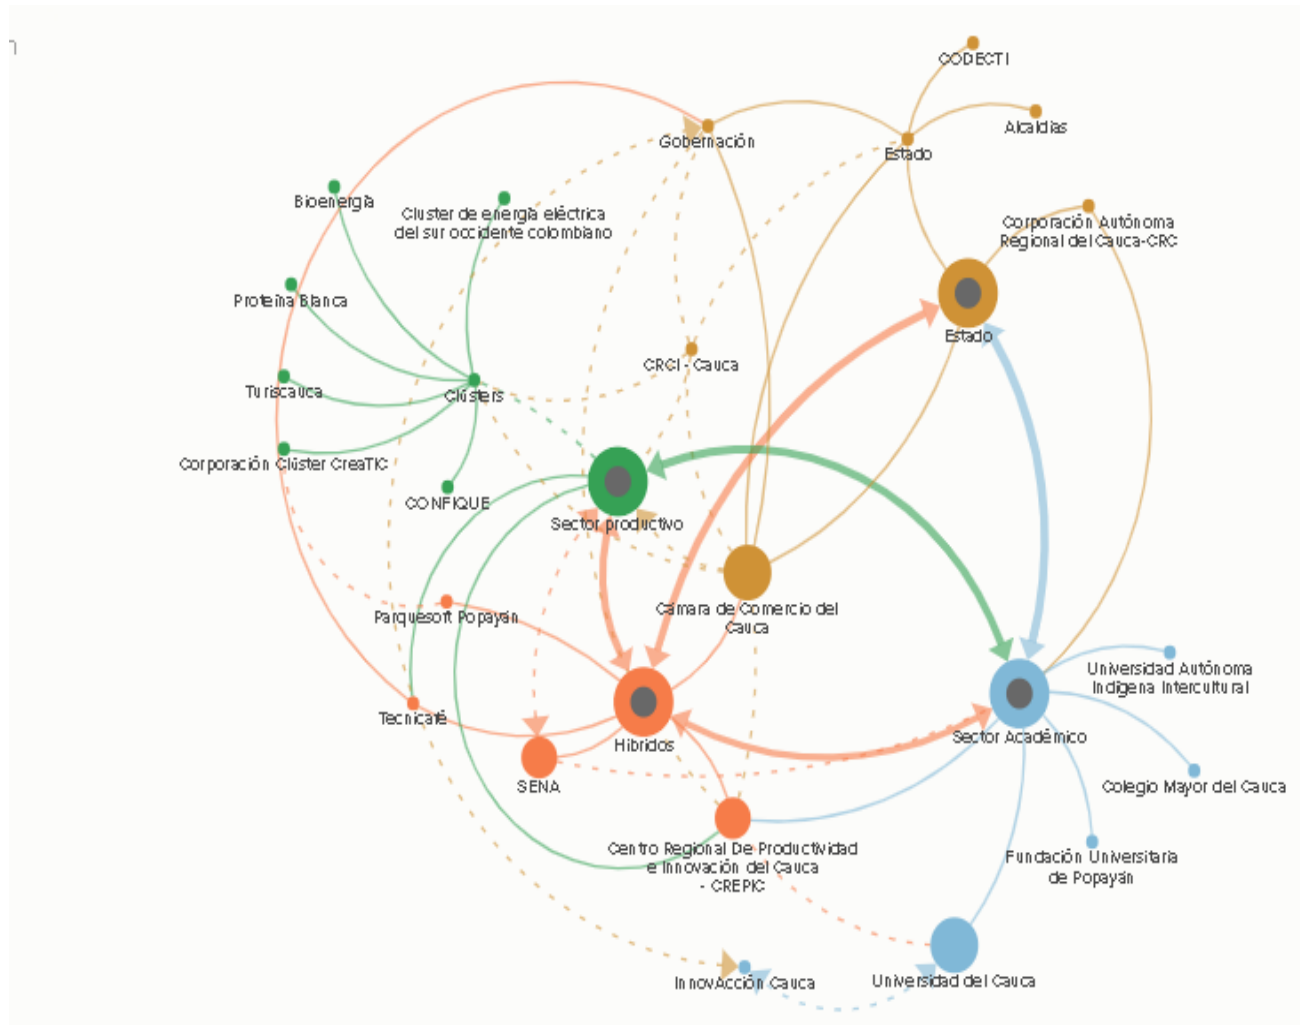 CODECTI
Alcaldías
Gobernación
Estado
Bioenergía
Cluster de energía eléctrica
del sur occidente colombiano
Corporación Autónoma
Regional del Cauca-CRC
Proteína Blanca
Estado
CRCI - Cauca
Turiscauca
Clústers
Corporación Clúster CreaTIC
CONFIQUE
Sector productivo
Cámara de Comercio del
Cauca
Parquesoft Popayán
Universidad Autónoma
Indígena Intercultural
Tecnicafé
Híbridos
Sector Académico
SENA
Colegio Mayor del Cauca
Centro Regional De Productividad
e Innovación del Cauca
- CREPIC
Fundación Universitaria
de Popayán
InnovAcción Cauca
Universidad del Cauca